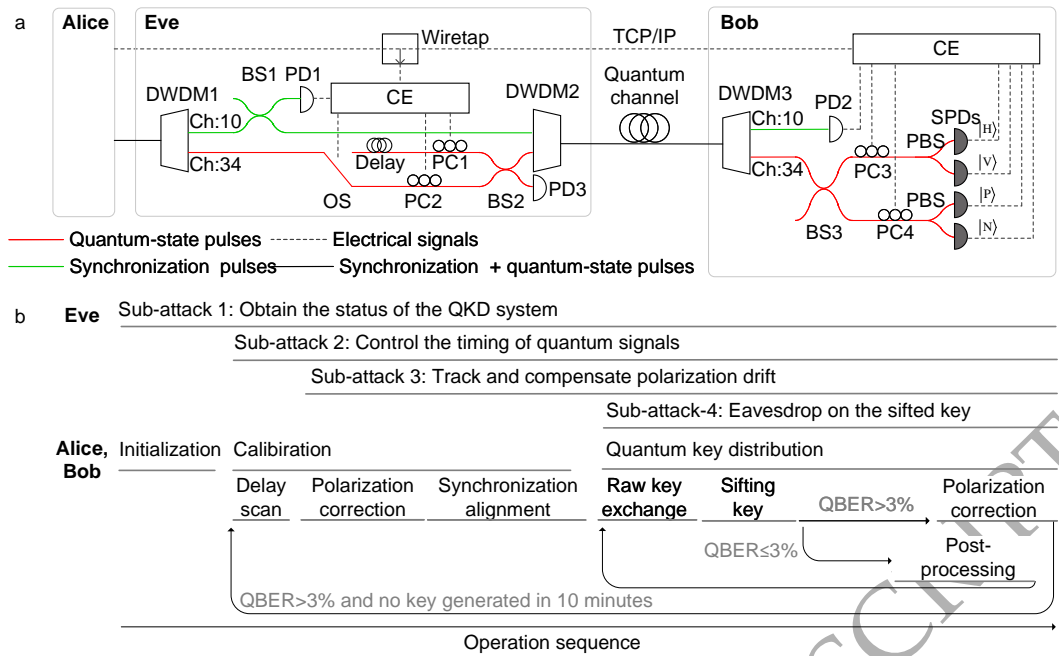 a
Alice
Eve
Bob
Wiretap
TCP/IP
CE
BS1 PD1
CE
DWDM1
DWDM2
Quantum
channel
DWDM3
PD2
SPDs
Ch:10
Ch:10
PBS
|H⟩
|V⟩
Delay
PC1
Ch:34
Ch:34
PC3
PBS
|P⟩
|N⟩
OS
PC2
BS2
PD3
BS3
PC4
Quantum-state pulses
Electrical signals
Synchronization pulses
Synchronization + quantum-state pulses
b
Eve
Sub-attack 1: Obtain the status of the QKD system
Sub-attack 2: Control the timing of quantum signals
Sub-attack 3: Track and compensate polarization drift
Sub-attack-4: Eavesdrop on the sifted key
Alice,
Bob
Initialization
Calibiration
Quantum key distribution
Delay
scan
Polarization
correction
Synchronization
alignment
Raw key
exchange
Sifting
key
QBER>3%
Polarization
correction
QBER≤3%
Post-
processing
QBER>3% and no key generated in 10 minutes
Operation sequence